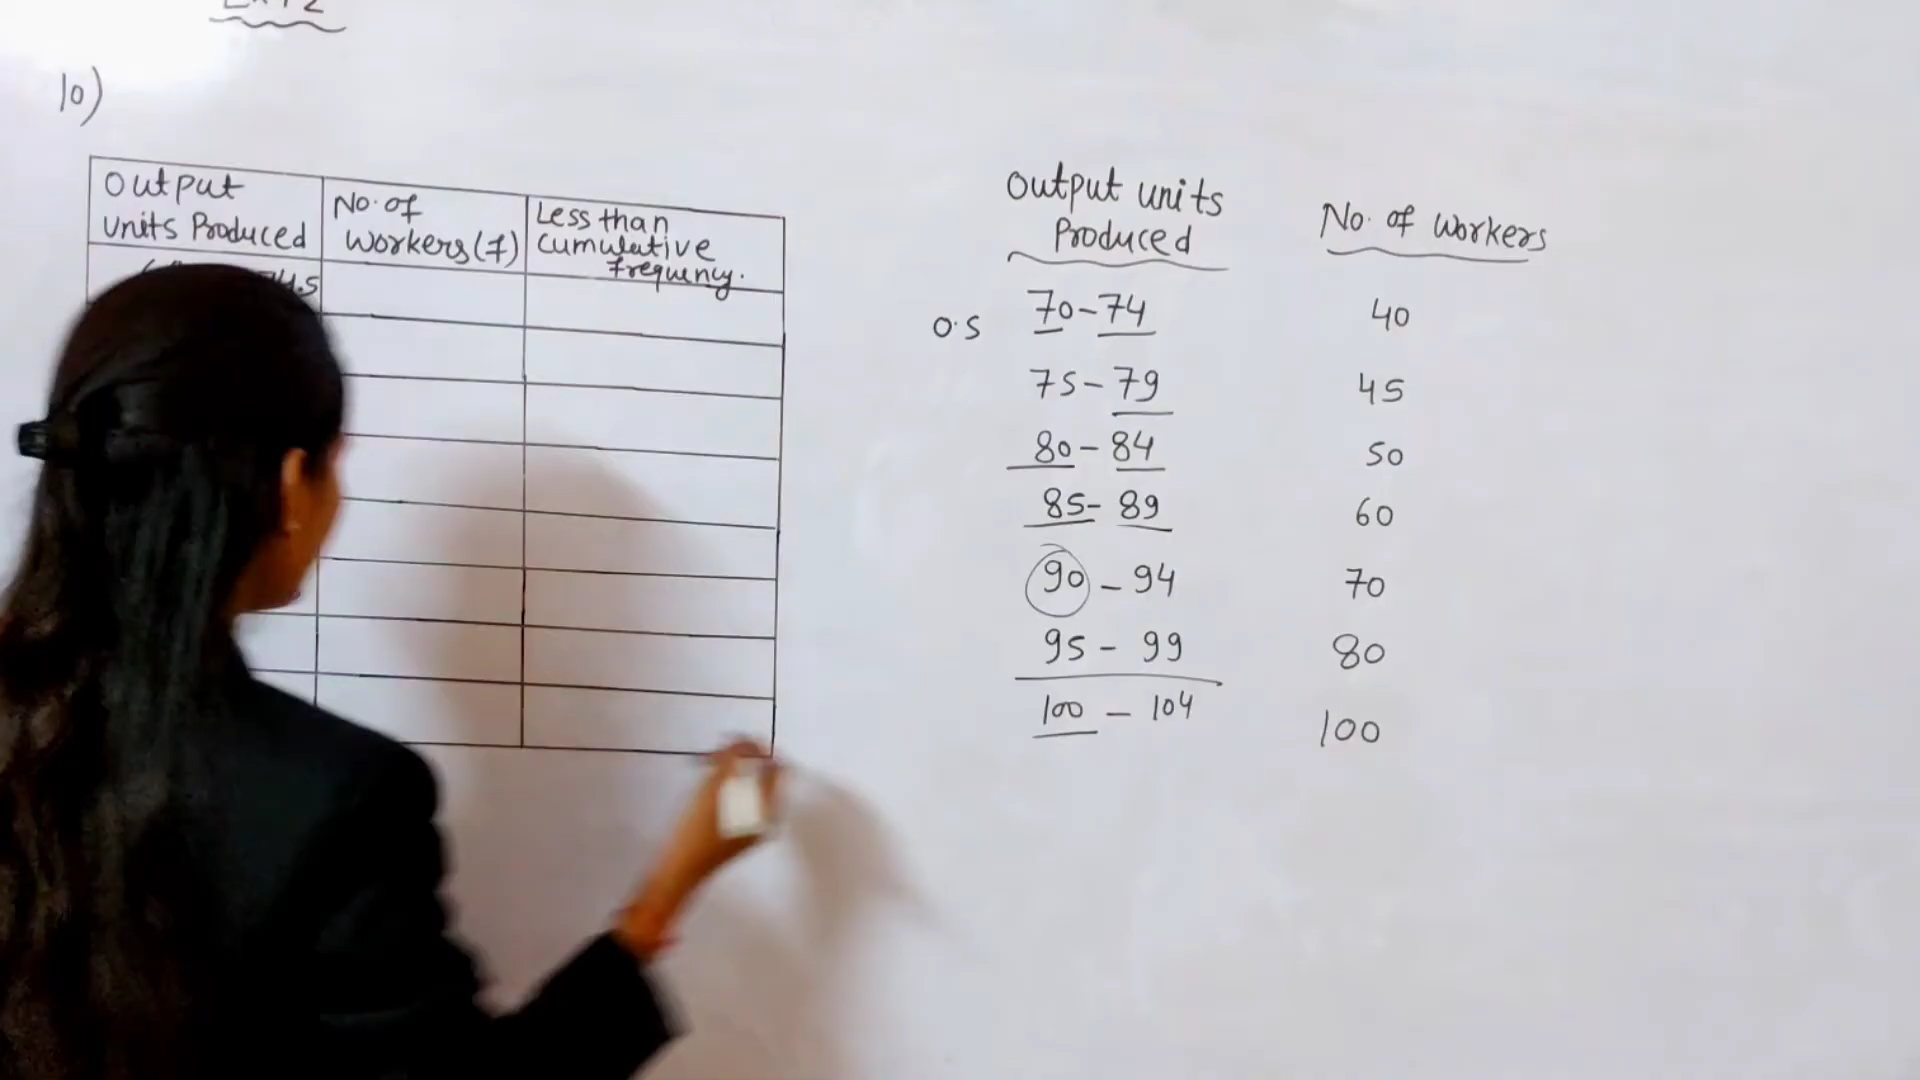 10)
Output
units Produced
No. of
Workers (f)
Less than
Cumulative
frequency.
Output units
Produced
No. of Workers
0.5 70-74 40
75-79 45
80-84 50
85-89 60
90-94 70
95-99 80
100-104 100